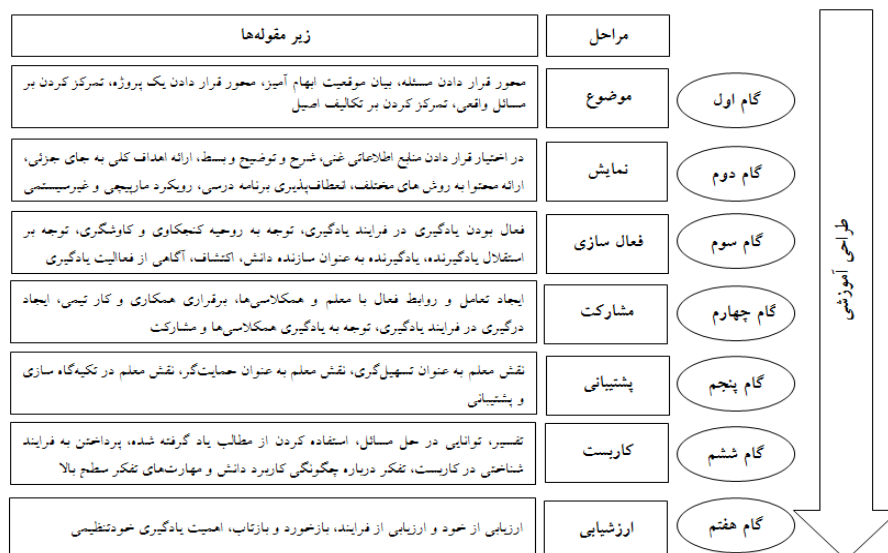 زیر مقوله‌ها
مراحل
محور قرار دادن مسئله، بیان موقعیت ابهام آمیز، محور قرار دادن یک پروژه، تمرکز کردن بر
مسائل واقعی، تمرکز کردن بر تکالیف اصیل
موضوع
گام اول
در اختیار قرار دادن منابع اطلاعاتی غنی، شرح و توضیح و بسط، ارائه اهداف کلی به جای جزئی،
ارائه محتوا به روش های مختلف، انعطاف‌پذیری برنامه درسی، رویکرد مارپیچی و غیرسیستمی
نمایش
گام دوم
فعال بودن یادگیری در فرایند یادگیری، توجه به روحیه کنجکاوی و کاوشگری، توجه بر
استقلال یادگیرنده، یادگیرنده به عنوان سازنده دانش، اکتشاف، آگاهی از فعالیت یادگیری
فعال سازی
گام سوم
ایجاد تعامل و روابط فعال با معلم و همکلاسی‌ها، برقراری همکاری و کار تیمی، ایجاد
درگیری در فرایند یادگیری، توجه به یادگیری همکلاسی‌ها و مشارکت
مشارکت
گام چهارم
نقش معلم به عنوان تسهیل‌گری، نقش معلم به عنوان حمایت‌گر، نقش معلم در تکیه‌گاه سازی
و پشتیبانی
پشتیبانی
گام پنجم
تفسیر، توانایی در حل مسائل، استفاده کردن از مطالب یاد گرفته شده، پرداختن به فرایند
شناختی در کاربست، تفکر درباره چگونگی کاربرد دانش و مهارت‌های تفکر سطح بالا
کاربست
گام ششم
ارزیابی از خود و ارزیابی از فرایند، بازخورد و بازتاب، اهمیت یادگیری خودتنظیمی
ارزشیابی
گام هفتم
طراحی آموزشی